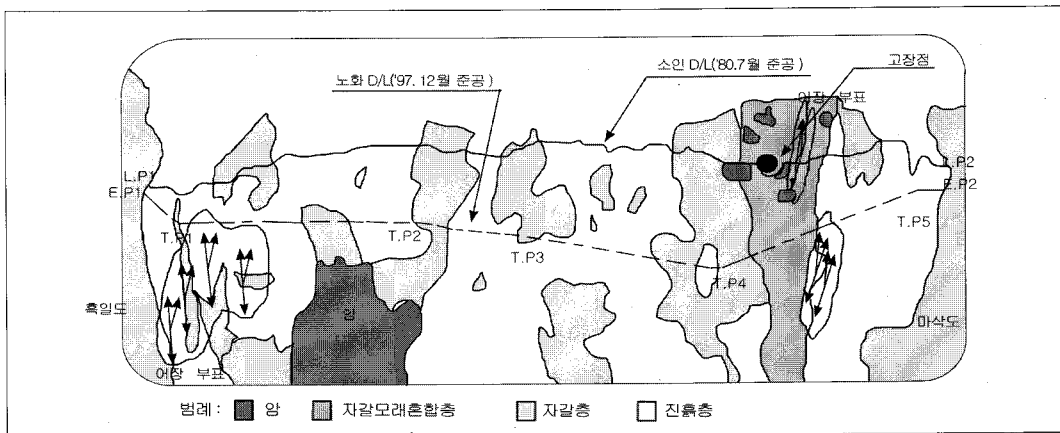 노화 D/L('97. 12월 준공)
소인 D/L('80.7월 준공)
고장점
어장 부표
L.P1
E.P1
L.P2
E.P2
T.P1
T.P2
T.P3
T.P4
T.P5
흑일도
암
마삭도
어장 부표
범례 : 암 자갈모래혼합층 자갈층 진흙층